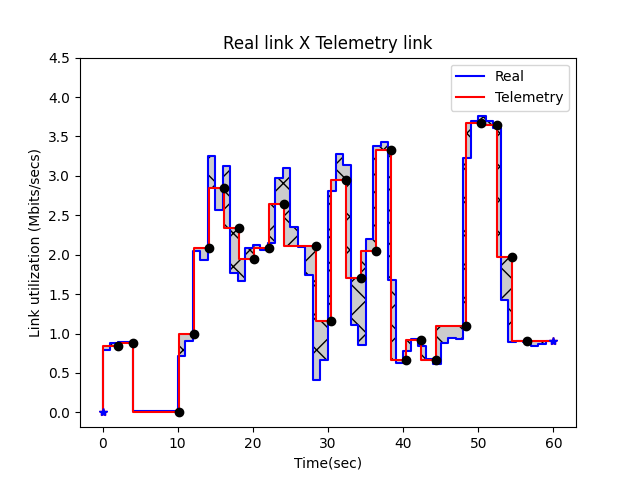 Real link X Telemetry link
Real
Telemetry
4.5
4.0
3.5
3.0
2.5
2.0
1.5
1.0
0.5
0.0
Link utilization (Mbits/secs)
0 10 20 30 40 50 60
Time(sec)